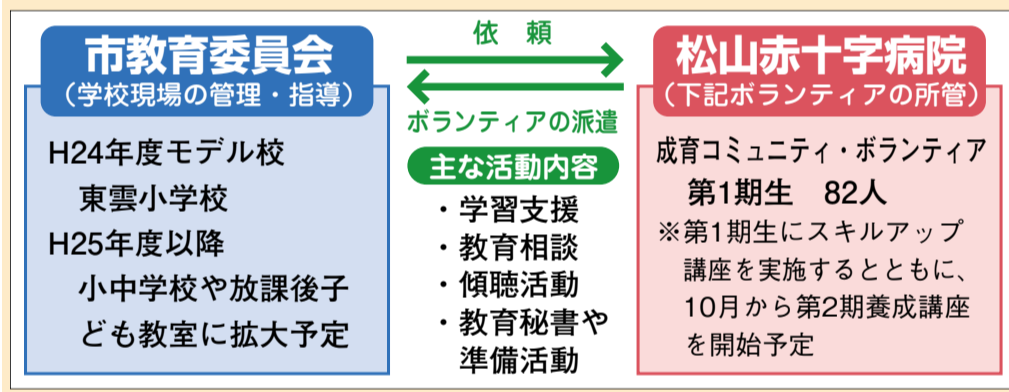 市教育委員会
（学校現場の管理・指導）
H24年度モデル校
東雲小学校
H25年度以降
小中学校や放課後子
ども教室に拡大予定
依 頼
ボランティアの派遣
主な活動内容
・学習支援
・教育相談
・傾聴活動
・教育秘書や
準備活動
松山赤十字病院
（下記ボランティアの所管）
成育コミュニティ・ボランティア
第1期生 82人
※第1期生にスキルアップ
講座を実施するとともに、
10月から第2期養成講座
を開始予定